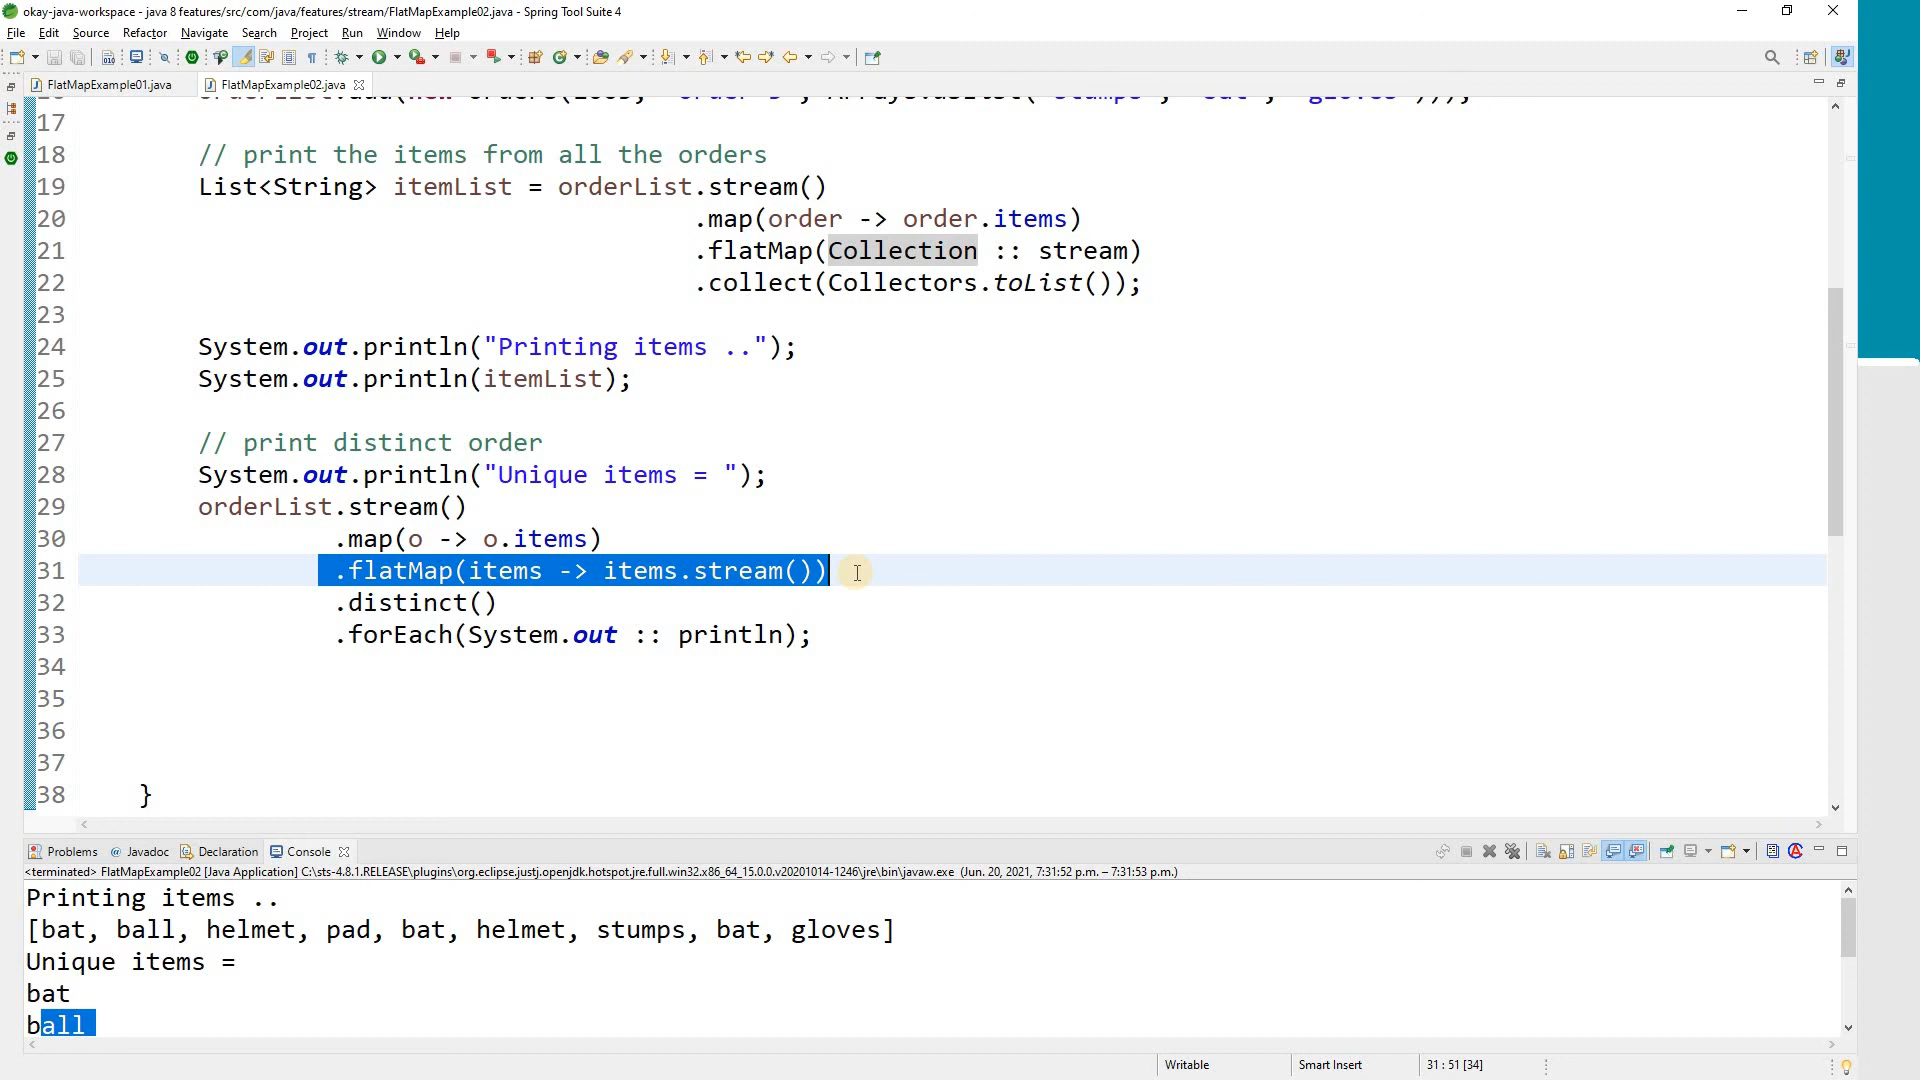 okay-java-workspace - java 8 features/src/com/java/features/stream/FlatMapExample02.java - Spring Tool Suite 4
File Edit Source Refactor Navigate Search Project Run Window Help
FlatMapExample01.java FlatMapExample02.java
17
18 // print the items from all the orders
19 List<String> itemList = orderList.stream()
20 .map(order -> order.items)
21 .flatMap(Collection :: stream)
22 .collect(Collectors.toList());
23
24 System.out.println("Printing items ..");
25 System.out.println(itemList);
26
27 // print distinct order
28 System.out.println("Unique items = ");
29 orderList.stream()
30 .map(o -> o.items)
31 .flatMap(items -> items.stream())
32 .distinct()
33 .forEach(System.out :: println);
34
35
36
37
38 }
Problems Javadoc Declaration Console
<terminated> FlatMapExample02 [Java Application] C:\sts-4.8.1.RELEASE\plugins\org.eclipse.justj.openjdk.hotspot.jre.full.win32.x86_64_15.0.0.v20201014-1246\jre\bin\javaw.exe (Jun. 20, 2021, 7:31:52 p.m. – 7:31:53 p.m.)
Printing items ..
[bat, ball, helmet, pad, bat, helmet, stumps, bat, gloves]
Unique items =
bat
ball
Writable Smart Insert 31 : 51 [34]